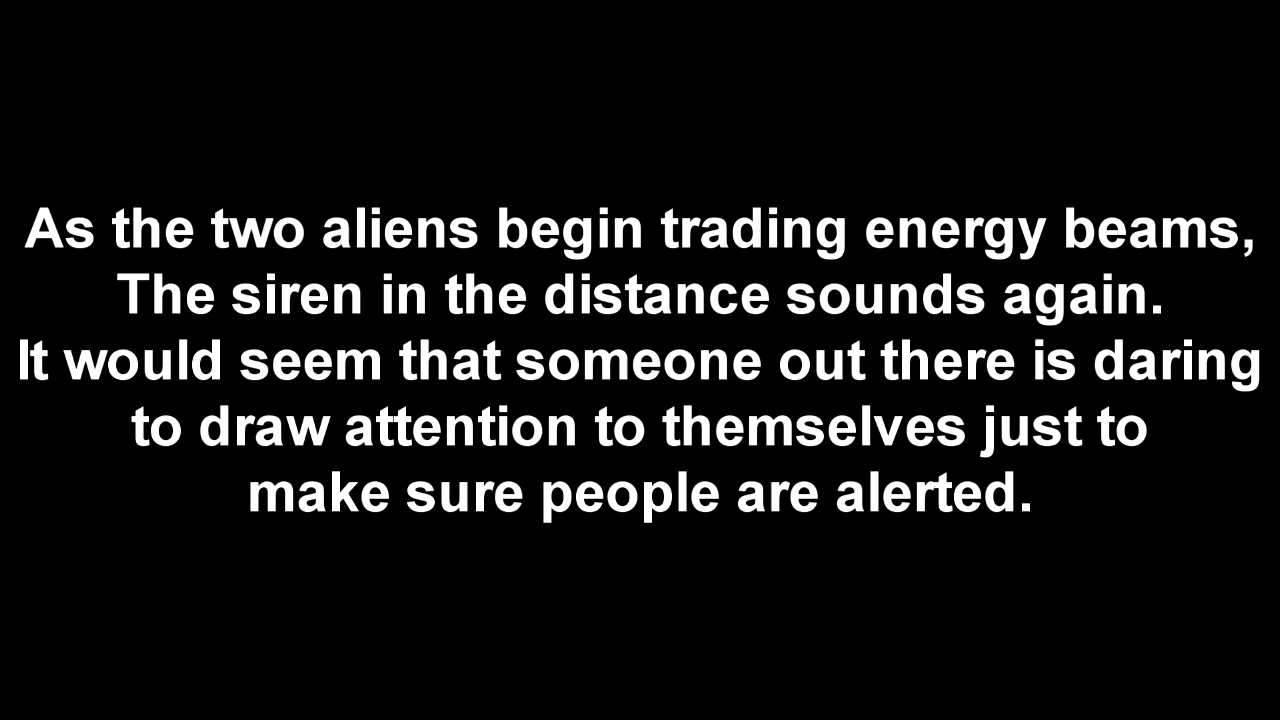 As the two aliens begin trading energy beams,
The siren in the distance sounds again.
It would seem that someone out there is daring
to draw attention to themselves just to
make sure people are alerted.